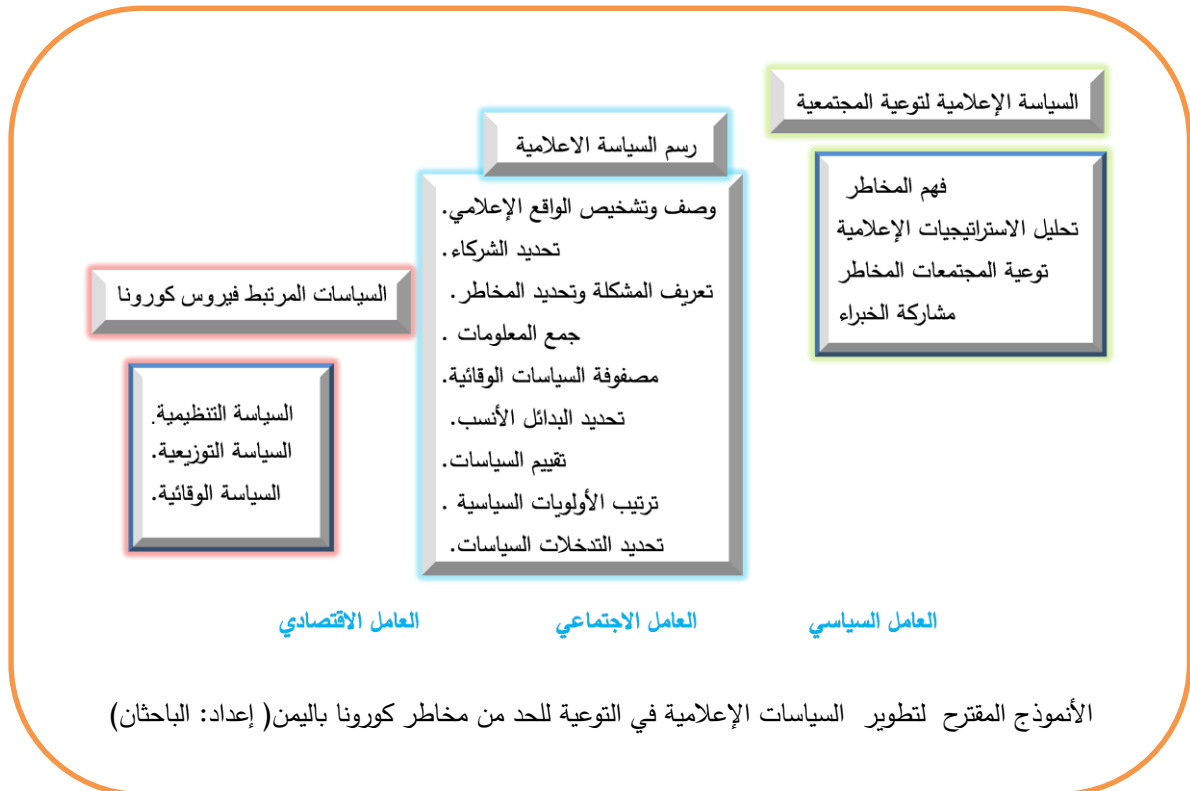 السياسة الإعلامية لتوعية المجتمعية
فهم المخاطر
تحليل الاستراتيجيات الإعلامية
توعية المجتمعات المخاطر
مشاركة الخبراء
رسم السياسة الاعلامية
وصف وتشخيص الواقع الإعلامي.
تحديد الشركاء.
تعريف المشكلة وتحديد المخاطر.
جمع المعلومات .
مصفوفة السياسات الوقائية.
تحديد البدائل الأنسب.
تقييم السياسات.
ترتيب الأولويات السياسية .
تحديد التدخلات السياسات.
السياسات المرتبط فيروس كورونا
السياسة التنظيمية.
السياسة التوزيعية.
السياسة الوقائية.
العامل السياسي
العامل الاجتماعي
العامل الاقتصادي
الأنموذج المقترح لتطوير السياسات الإعلامية في التوعية للحد من مخاطر كورونا باليمن( إعداد: الباحثان)